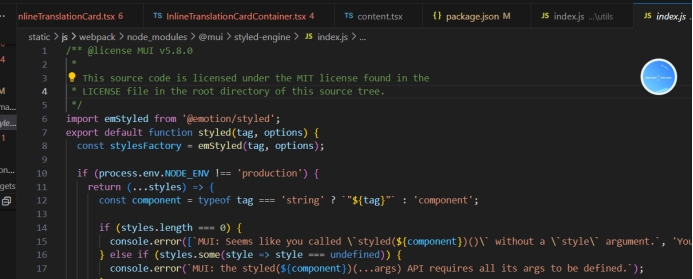 nlineTranslationCard.tsx 6 InlineTranslationCardContainer.tsx 4 content.tsx {} package.json M JS index.js ...\utils index.js
static > js > webpack > node_modules > @mui > styled-engine > JS index.js > ...
1 /** @license MUI v5.8.0
2 *
3 * This source code is licensed under the MIT license found in the
4 * LICENSE file in the root directory of this source tree.
5 */
6 import emStyled from '@emotion/styled';
7 export default function styled(tag, options) {
8 const stylesFactory = emStyled(tag, options);
9
10 if (process.env.NODE_ENV !== 'production') {
11 return (...styles) => {
12 const component = typeof tag === 'string' ? `"${tag}"` : 'component';
13
14 if (styles.length === 0) {
15 console.error([`MUI: Seems like you called \`styled(${component})()\` without a \`style\` argument.`, 'You
16 } else if (styles.some(style => style === undefined)) {
17 console.error(`MUI: the styled(${component})(...args) API requires all its args to be defined.`);
4
ma...
yle...
1
gets